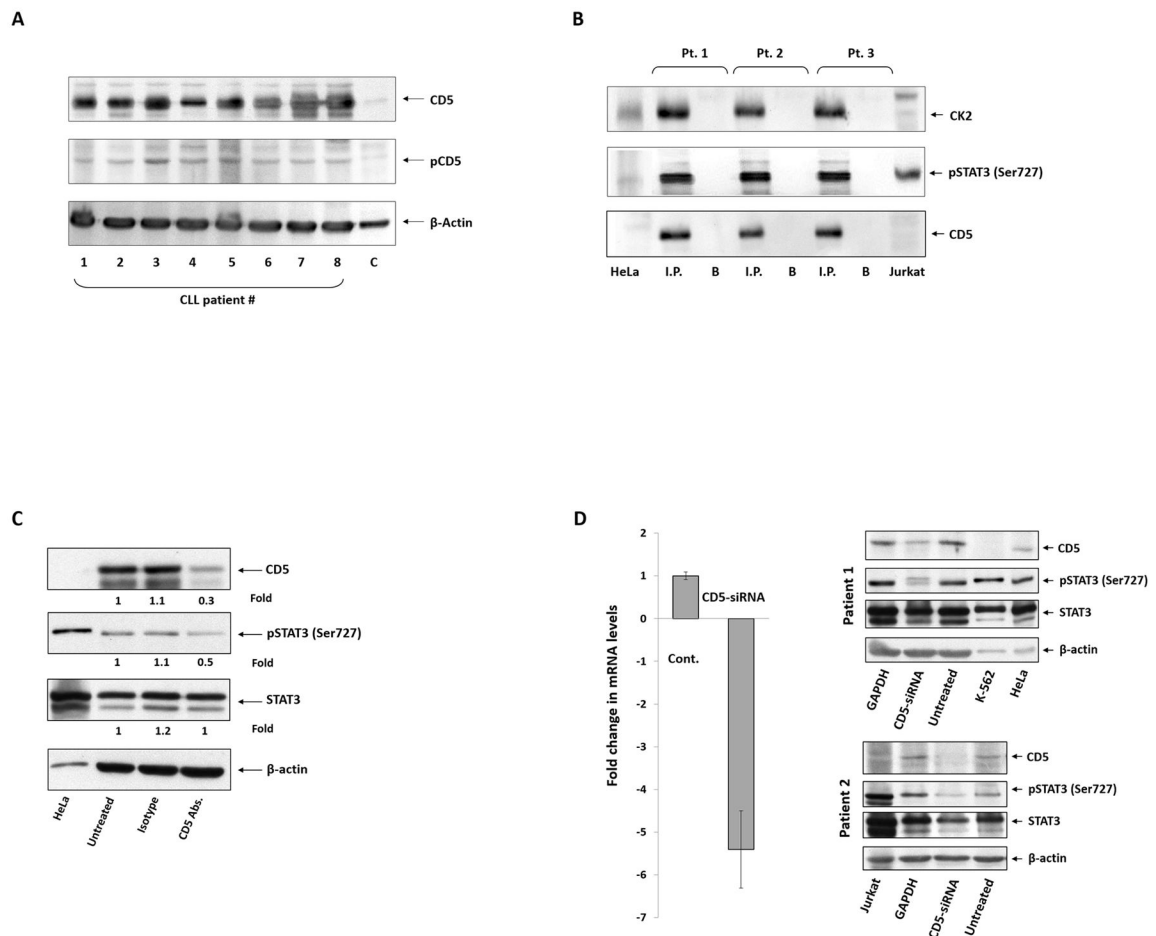 A
CD5
pCD5
β-Actin
1 2 3 4 5 6 7 8 C
CLL patient #
B
Pt. 1 Pt. 2 Pt. 3
CK2
pSTAT3 (Ser727)
CD5
HeLa I.P. B I.P. B I.P. B Jurkat
C
CD5
1 1.1 0.3
Fold
pSTAT3 (Ser727)
1 1.1 0.5
Fold
STAT3
1 1.2 1
Fold
β-actin
HeLa Untreated Isotype CD5 Abs.
D
Fold change in mRNA levels
2
1
0
-1
-2
-3
-4
-5
-6
-7
CD5-siRNA
Cont.
Patient 1
CD5
pSTAT3 (Ser727)
STAT3
β-actin
GAPDH CD5-siRNA Untreated K-562 HeLa
Patient 2
CD5
pSTAT3 (Ser727)
STAT3
β-actin
Jurkat GAPDH CD5-siRNA Untreated